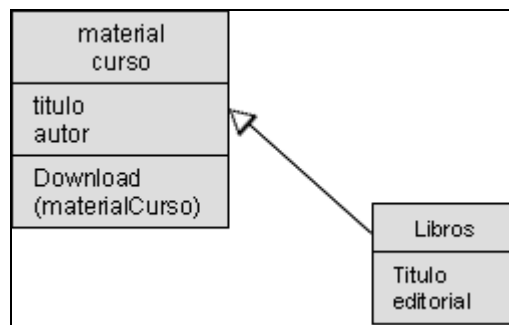 material
curso
titulo
autor
Download
(materialCurso)
Libros
Titulo
editorial